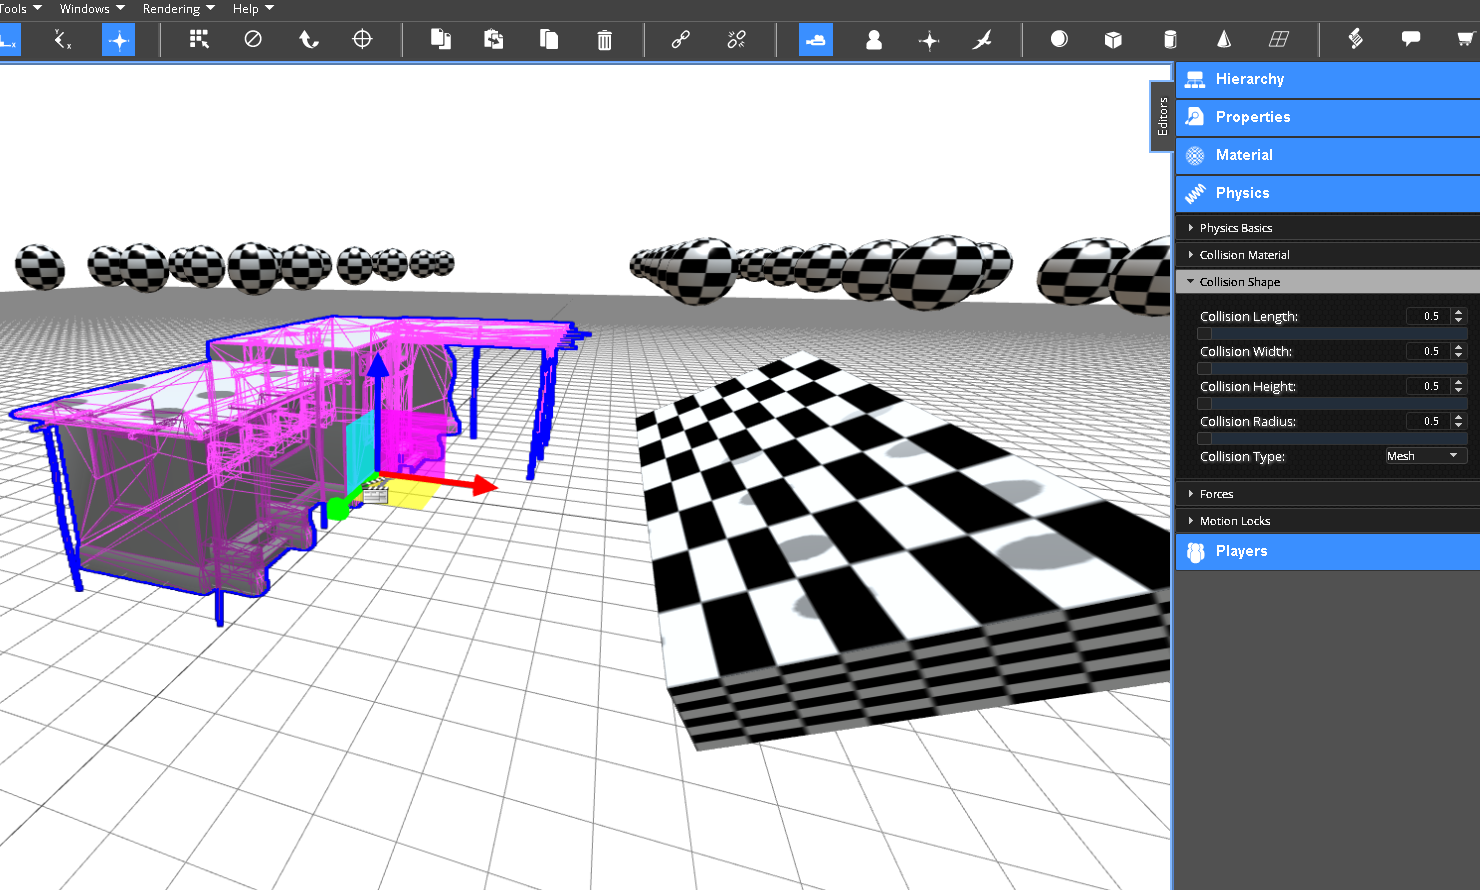 Tools Windows Rendering Help
Editors
Hierarchy
Properties
Material
Physics
Physics Basics
Collision Material
Collision Shape
Collision Length: 0.5
Collision Width: 0.5
Collision Height: 0.5
Collision Radius: 0.5
Collision Type: Mesh
Forces
Motion Locks
Players